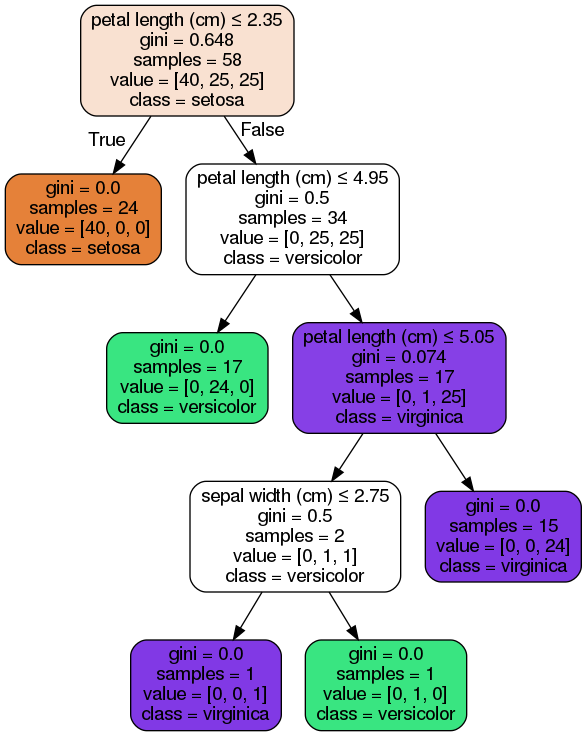 petal length (cm) ≤ 2.35
gini = 0.648
samples = 58
value = [40, 25, 25]
class = setosa
True
False
gini = 0.0
samples = 24
value = [40, 0, 0]
class = setosa
petal length (cm) ≤ 4.95
gini = 0.5
samples = 34
value = [0, 25, 25]
class = versicolor
gini = 0.0
samples = 17
value = [0, 24, 0]
class = versicolor
petal length (cm) ≤ 5.05
gini = 0.074
samples = 17
value = [0, 1, 25]
class = virginica
sepal width (cm) ≤ 2.75
gini = 0.5
samples = 2
value = [0, 1, 1]
class = versicolor
gini = 0.0
samples = 15
value = [0, 0, 24]
class = virginica
gini = 0.0
samples = 1
value = [0, 0, 1]
class = virginica
gini = 0.0
samples = 1
value = [0, 1, 0]
class = versicolor